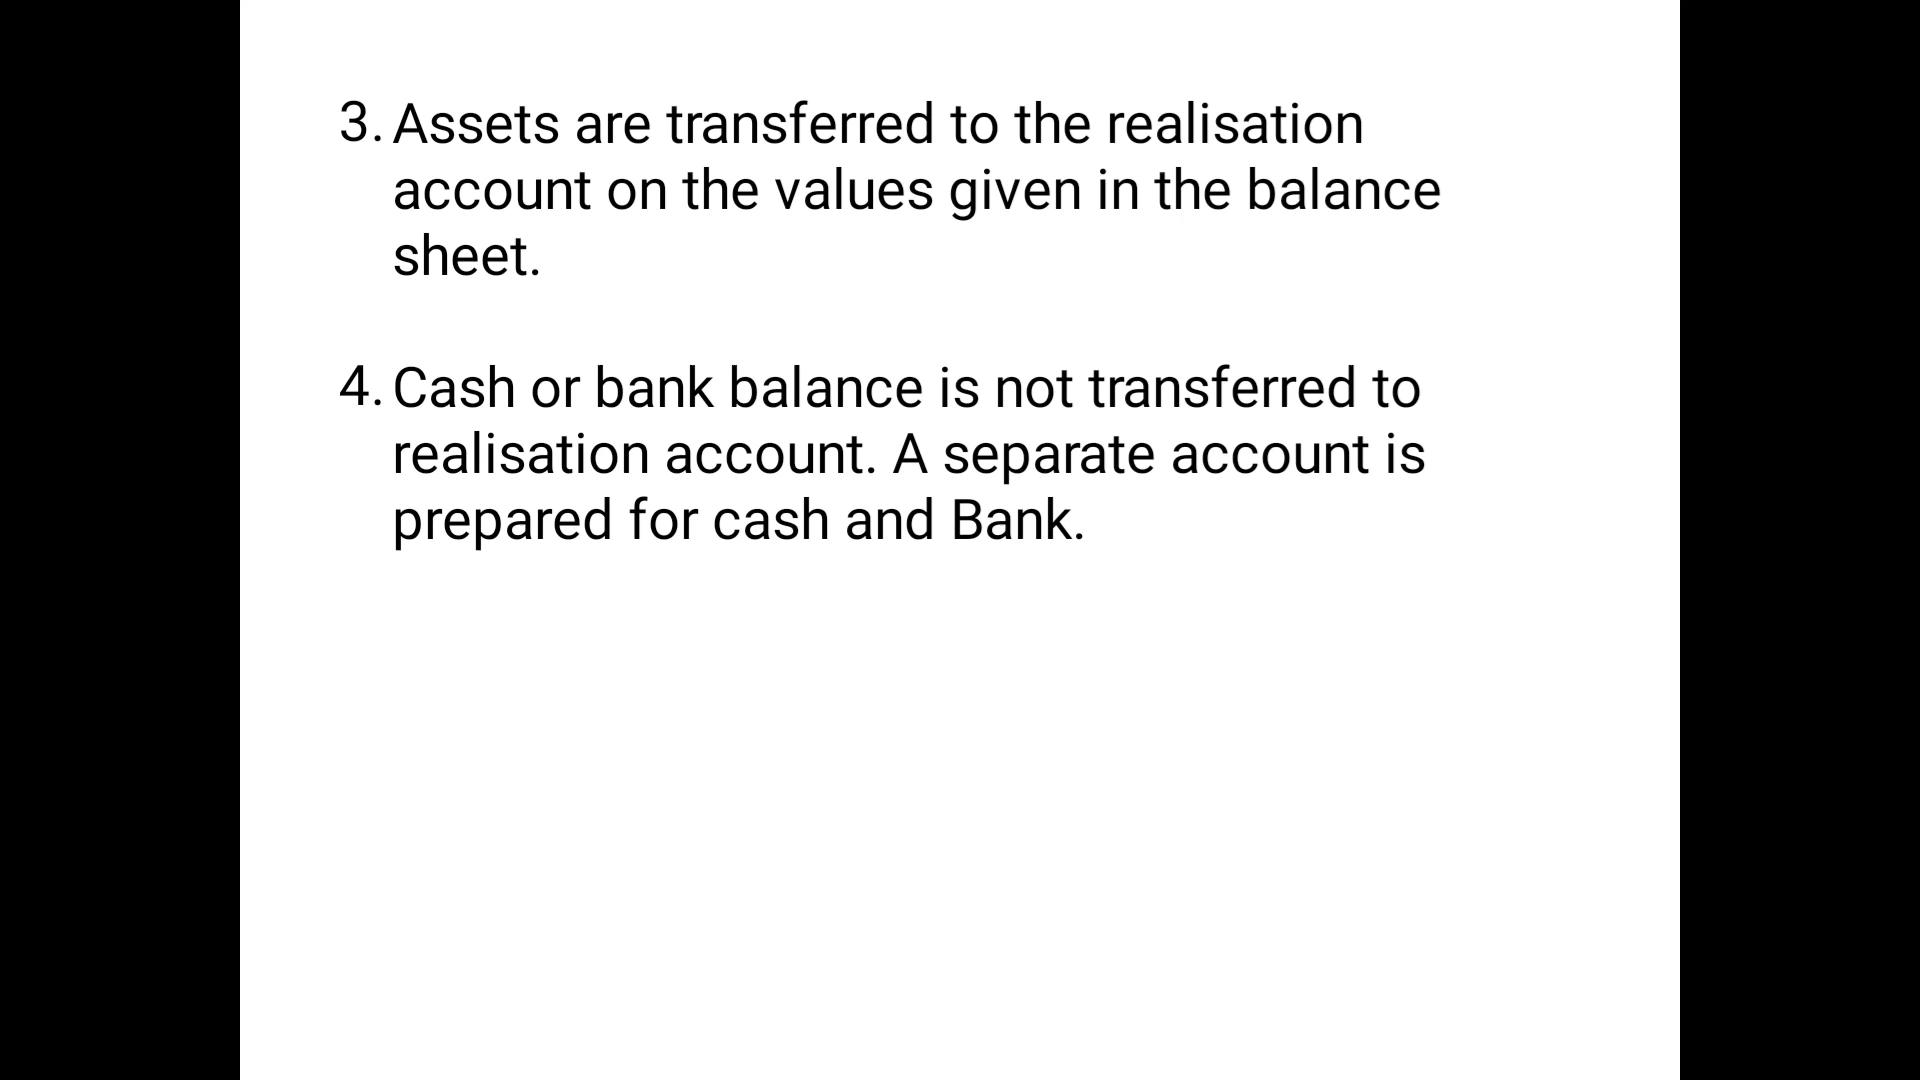 3. Assets are transferred to the realisation
account on the values given in the balance
sheet.
4. Cash or bank balance is not transferred to
realisation account. A separate account is
prepared for cash and Bank.